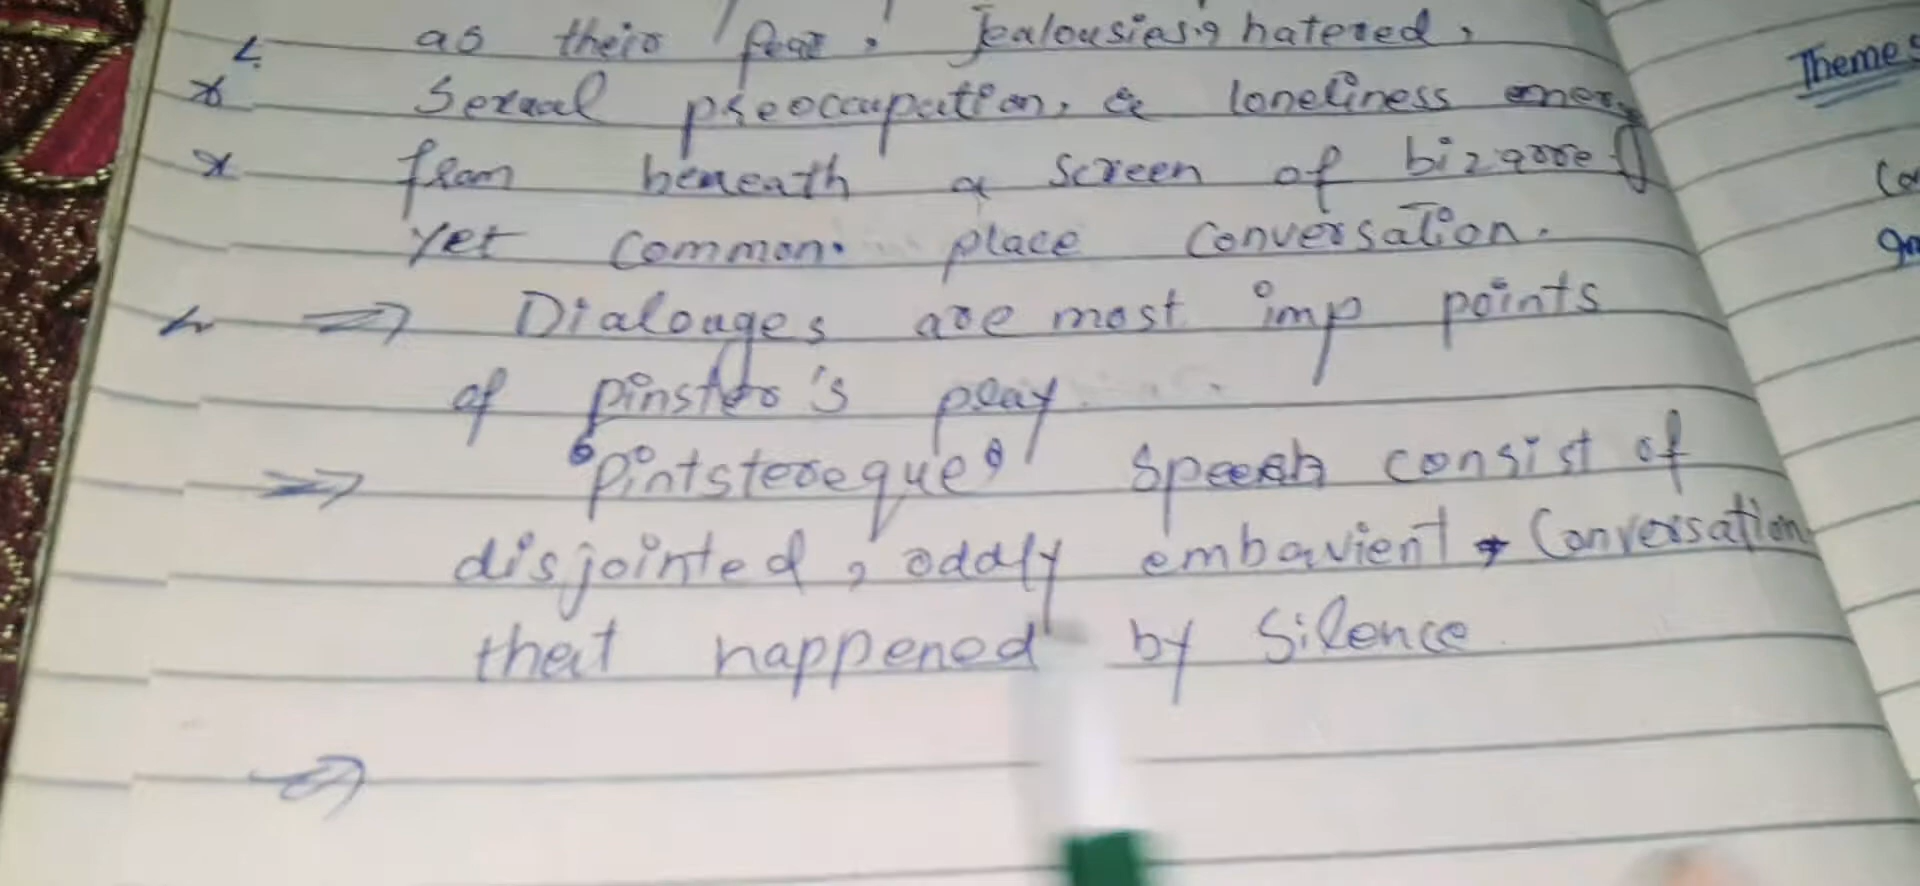 as their fear, Jealousies, hatered,
Sexual preoccupation, & loneliness emerg
from beneath a screen of bizarre
yet common place conversation.
⇒ Dialouges are most imp points
of pinster's play
⇒ 'pintstereque' speech consist of
disjointed, oddly embavient Conversation
that happened by Silence
⇒
Themes